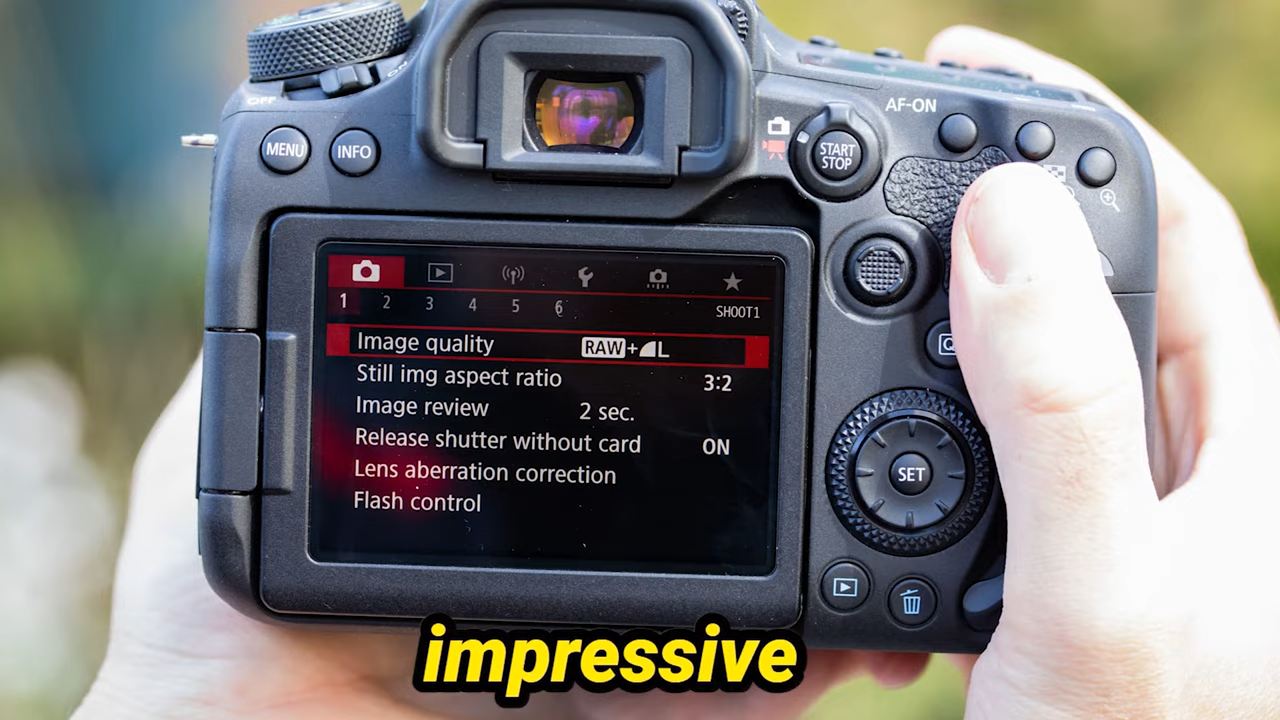 OFF
ON
MENU
INFO
AF-ON
START
STOP
1 2 3 4 5 6
SHOOT1
Image quality RAW+L
Still img aspect ratio 3:2
Image review 2 sec.
Release shutter without card ON
Lens aberration correction
Flash control
Q
SET
impressive